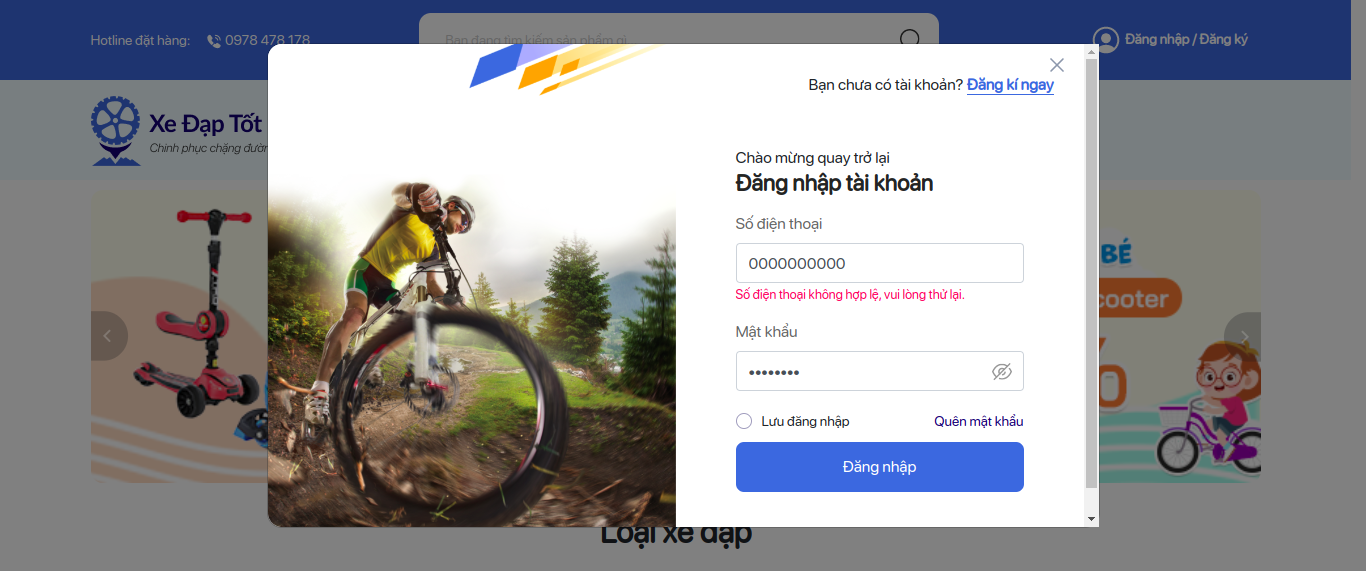 Hotline đặt hàng: 0978 478 178
Bạn đang tìm kiếm sản phẩm gì
Đăng nhập / Đăng ký
Xe Đạp Tốt
Chinh phục chặng đườn
Bạn chưa có tài khoản? Đăng kí ngay
Chào mừng quay trở lại
Đăng nhập tài khoản
Số điện thoại
0000000000
Số điện thoại không hợp lệ, vui lòng thử lại.
Mật khẩu
••••••••
Lưu đăng nhập
Quên mật khẩu
Đăng nhập
BÉ
cooter
Loại xe đạp